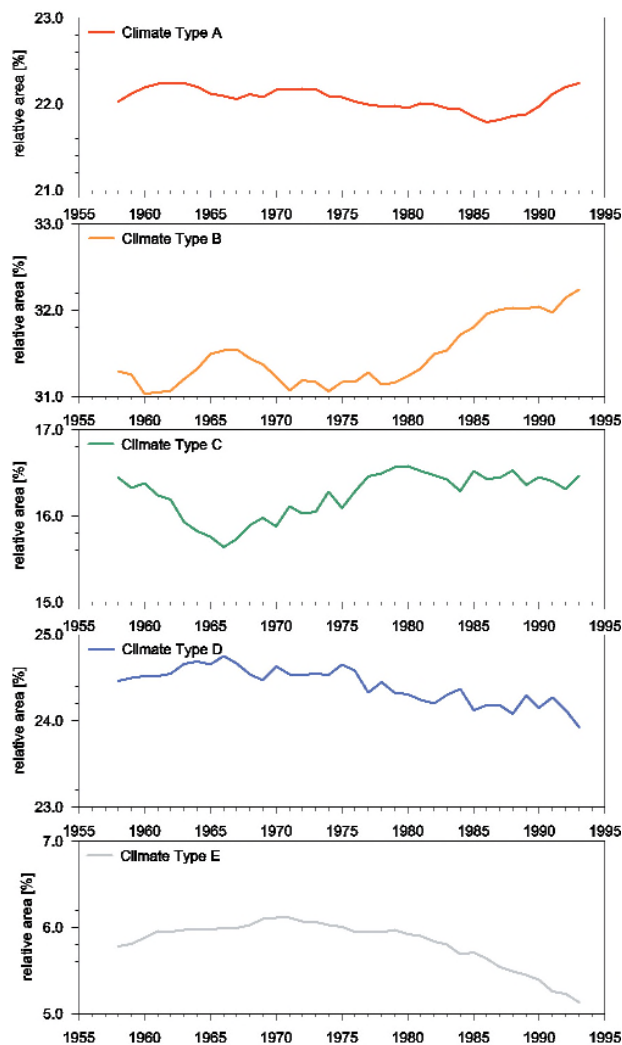 23.0
Climate Type A
relative area [%]
22.0
21.0
1955 1960 1965 1970 1975 1980 1985 1990 1995
33.0
Climate Type B
relative area [%]
32.0
31.0
1955 1960 1965 1970 1975 1980 1985 1990 1995
17.0
Climate Type C
relative area [%]
16.0
15.0
1955 1960 1965 1970 1975 1980 1985 1990 1995
25.0
Climate Type D
relative area [%]
24.0
23.0
1955 1960 1965 1970 1975 1980 1985 1990 1995
7.0
Climate Type E
relative area [%]
6.0
5.0
1955 1960 1965 1970 1975 1980 1985 1990 1995